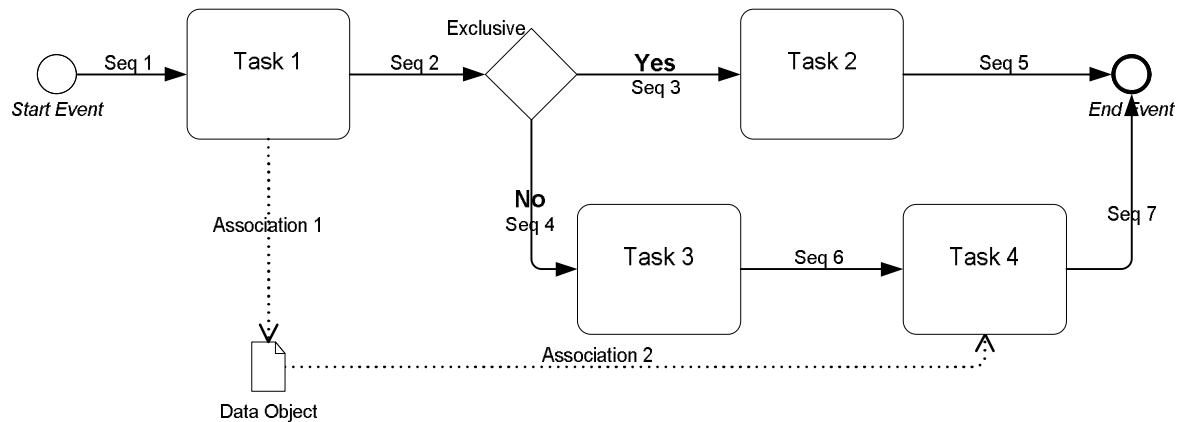 Exclusive
Task 1
Task 2
Seq 1
Seq 2
Yes
Seq 3
Seq 5
Start Event
End Event
No
Seq 4
Association 1
Seq 7
Task 3
Seq 6
Task 4
Association 2
Data Object